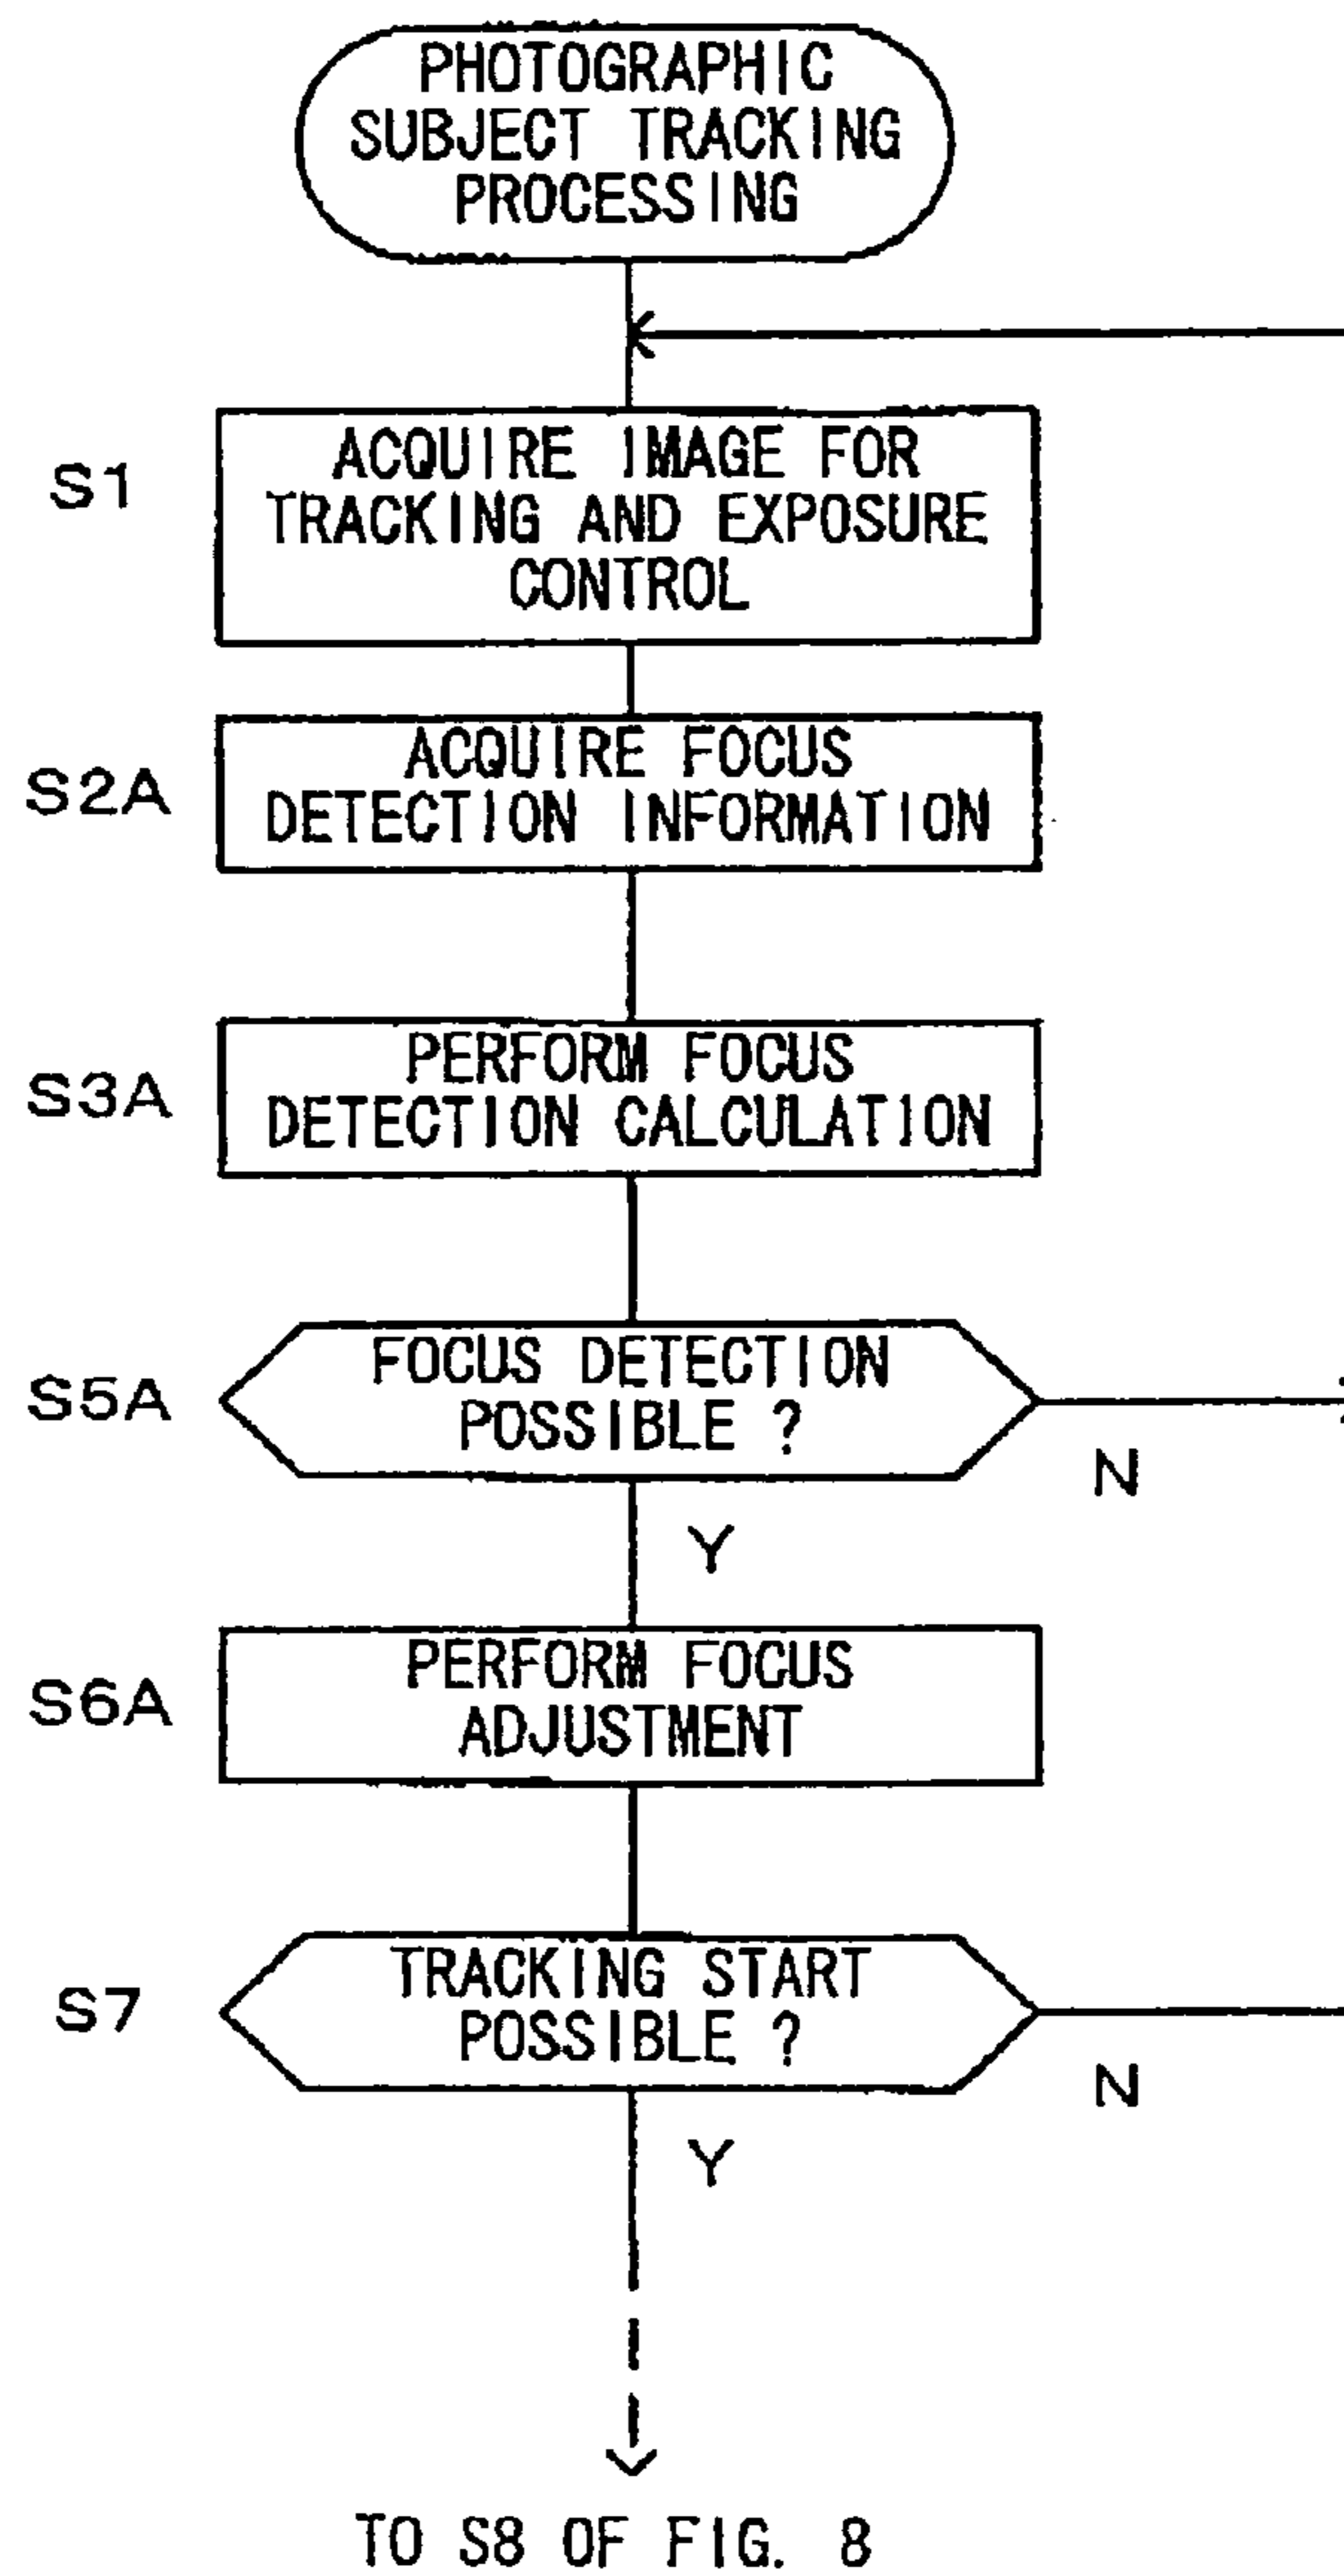 PHOTOGRAPHIC
SUBJECT TRACKING
PROCESSING
S1
ACQUIRE IMAGE FOR
TRACKING AND EXPOSURE
CONTROL
S2A
ACQUIRE FOCUS
DETECTION INFORMATION
S3A
PERFORM FOCUS
DETECTION CALCULATION
S5A
FOCUS DETECTION
POSSIBLE ?
N
Y
S6A
PERFORM FOCUS
ADJUSTMENT
S7
TRACKING START
POSSIBLE ?
N
Y
TO S8 OF FIG. 8